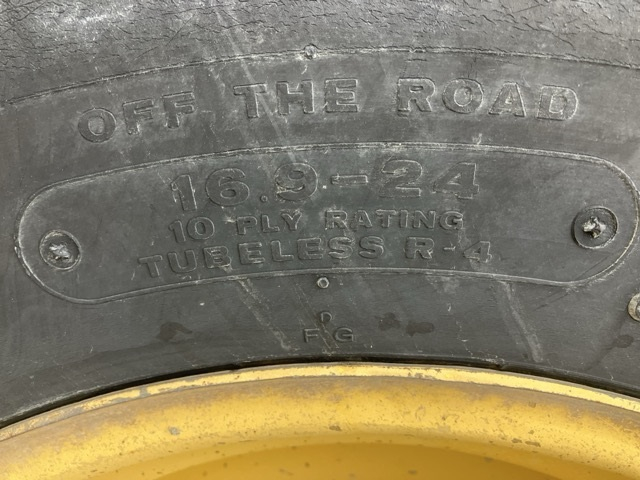 OFF THE ROAD
16.9-24
10 PLY RATING
TUBELESS R-4
D
F G